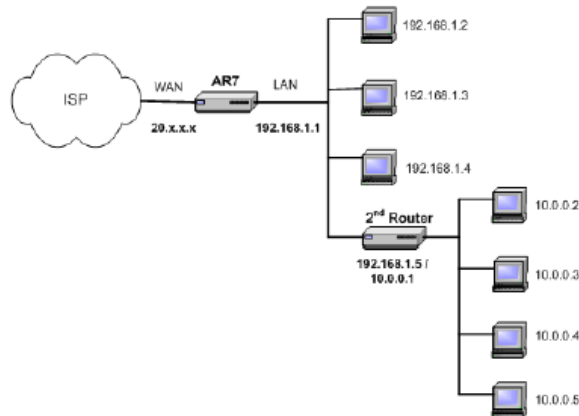 192.168.1.2
AR7
WAN
LAN
ISP
192.168.1.3
20.x.x.x
192.168.1.1
192.168.1.4
2nd Router
10.0.0.2
192.168.1.5 /
10.0.0.1
10.0.0.3
10.0.0.4
10.0.0.5